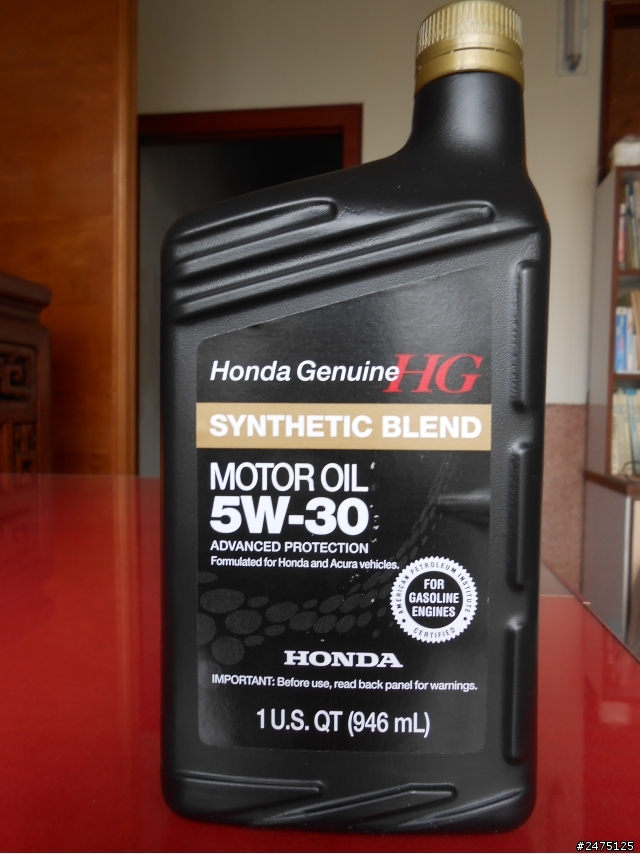 Honda Genuine HG
SYNTHETIC BLEND
MOTOR OIL
5W-30
ADVANCED PROTECTION
Formulated for Honda and Acura vehicles.
AMERICAN PETROLEUM INSTITUTE
FOR
GASOLINE
ENGINES
CERTIFIED
HONDA
IMPORTANT: Before use, read back panel for warnings.
1 U.S. QT (946 mL)
#2475125